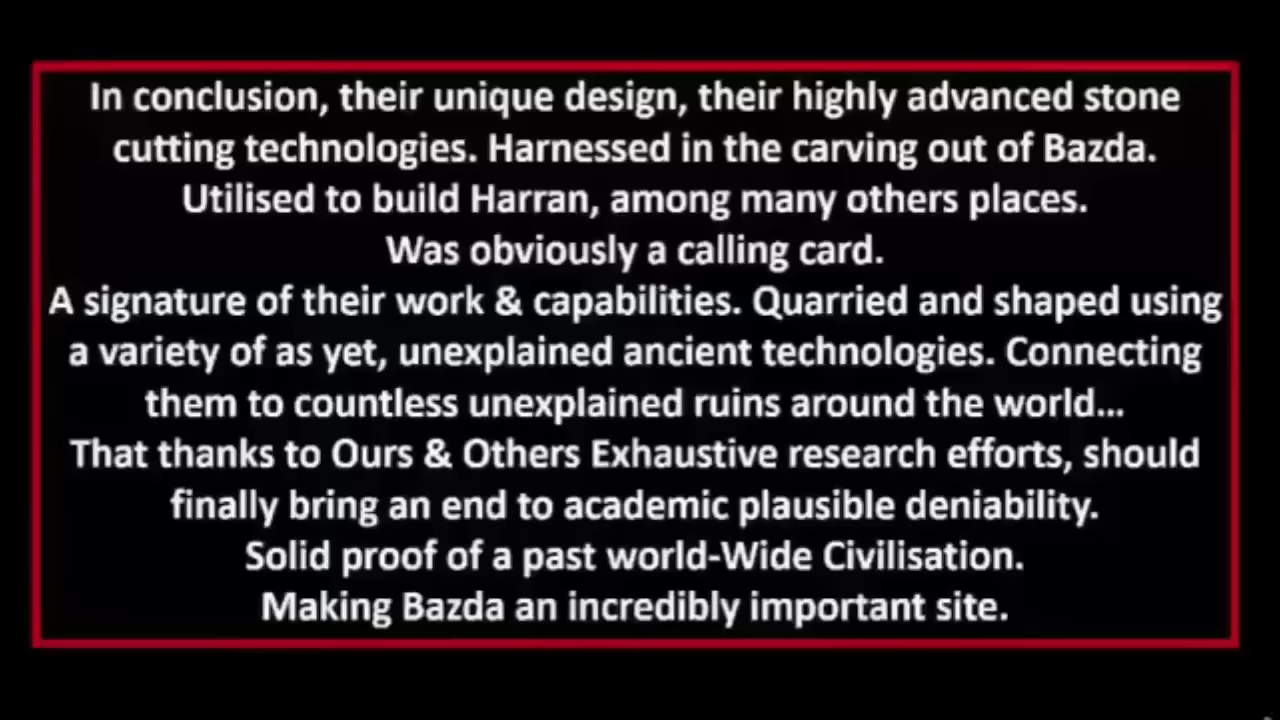 In conclusion, their unique design, their highly advanced stone
cutting technologies. Harnessed in the carving out of Bazda.
Utilised to build Harran, among many others places.
Was obviously a calling card.
A signature of their work & capabilities. Quarried and shaped using
a variety of as yet, unexplained ancient technologies. Connecting
them to countless unexplained ruins around the world...
That thanks to Ours & Others Exhaustive research efforts, should
finally bring an end to academic plausible deniability.
Solid proof of a past world-Wide Civilisation.
Making Bazda an incredibly important site.